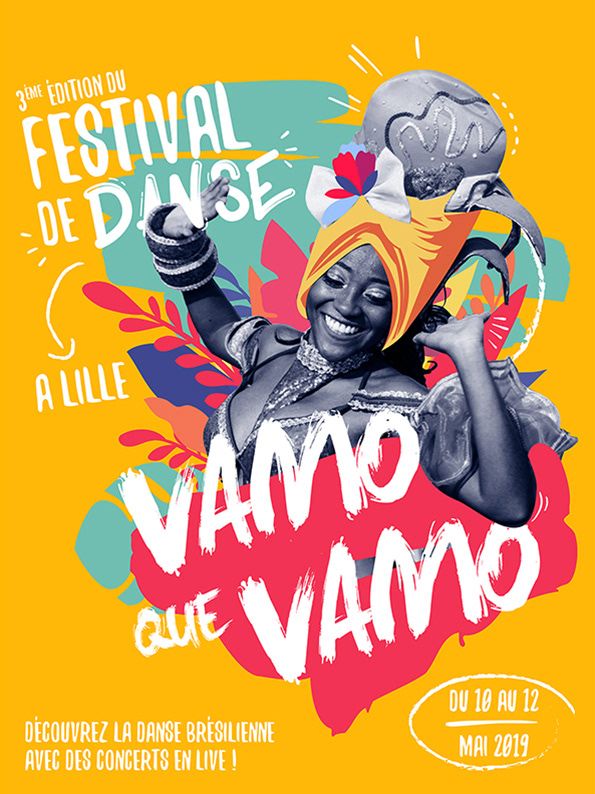 3ÈME ÉDITION DU
FESTIVAL
DE DANSE
A LILLE
VAMO
QUE VAMO
DU 10 AU 12
MAI 2019
DÉCOUVREZ LA DANSE BRÉSILIENNE
AVEC DES CONCERTS EN LIVE !